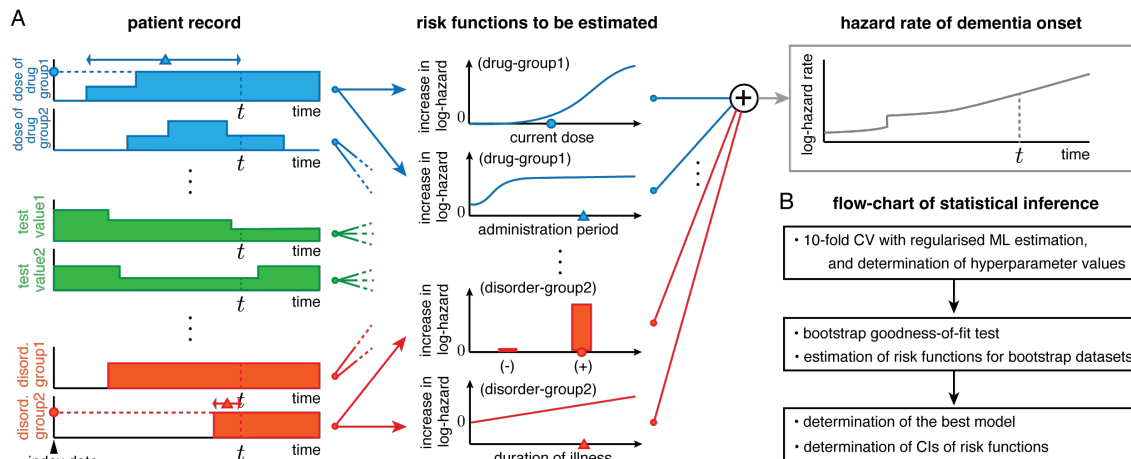 A
patient record
risk functions to be estimated
hazard rate of dementia onset
dose of
drug
group1
t
time
dose of
drug
group2
t
time
test
value1
t
time
test
value2
t
time
disord.
group1
t
time
disord.
group2
t
time
(drug-group1)
increase in
log-hazard
0
current dose
(drug-group1)
increase in
log-hazard
0
administration period
(disorder-group2)
increase in
log-hazard
0
(-)
(+)
(disorder-group2)
increase in
log-hazard
0
duration of illness
+
log-hazard rate
t
time
B
flow-chart of statistical inference
• 10-fold CV with regularised ML estimation,
and determination of hyperparameter values
• bootstrap goodness-of-fit test
• estimation of risk functions for bootstrap datasets
• determination of the best model
• determination of CIs of risk functions